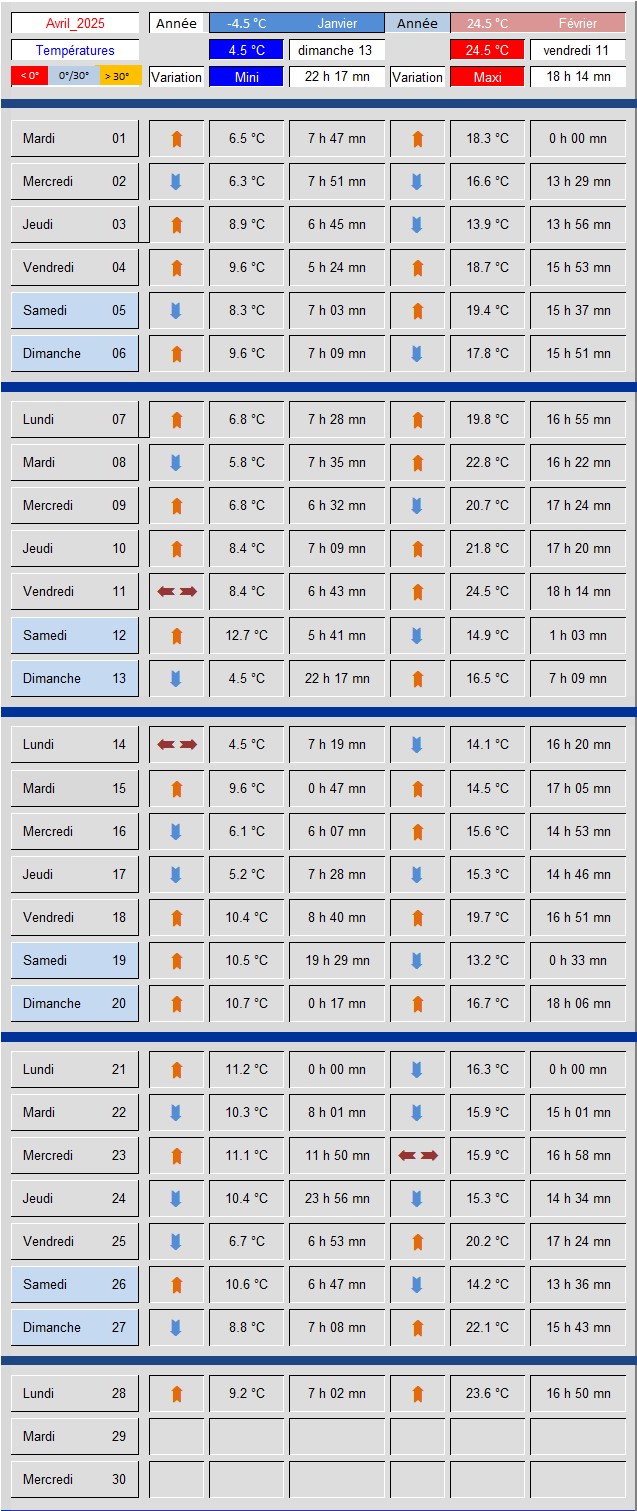 Avril_2025 Année -4.5 °C Janvier Année 24.5 °C Février
Températures 4.5 °C dimanche 13 24.5 °C vendredi 11
< 0° 0°/30° > 30° Variation Mini 22 h 17 mn Variation Maxi 18 h 14 mn
Mardi 01 6.5 °C 7 h 47 mn 18.3 °C 0 h 00 mn
Mercredi 02 6.3 °C 7 h 51 mn 16.6 °C 13 h 29 mn
Jeudi 03 8.9 °C 6 h 45 mn 13.9 °C 13 h 56 mn
Vendredi 04 9.6 °C 5 h 24 mn 18.7 °C 15 h 53 mn
Samedi 05 8.3 °C 7 h 03 mn 19.4 °C 15 h 37 mn
Dimanche 06 9.6 °C 7 h 09 mn 17.8 °C 15 h 51 mn
Lundi 07 6.8 °C 7 h 28 mn 19.8 °C 16 h 55 mn
Mardi 08 5.8 °C 7 h 35 mn 22.8 °C 16 h 22 mn
Mercredi 09 6.8 °C 6 h 32 mn 20.7 °C 17 h 24 mn
Jeudi 10 8.4 °C 7 h 09 mn 21.8 °C 17 h 20 mn
Vendredi 11 8.4 °C 6 h 43 mn 24.5 °C 18 h 14 mn
Samedi 12 12.7 °C 5 h 41 mn 14.9 °C 1 h 03 mn
Dimanche 13 4.5 °C 22 h 17 mn 16.5 °C 7 h 09 mn
Lundi 14 4.5 °C 7 h 19 mn 14.1 °C 16 h 20 mn
Mardi 15 9.6 °C 0 h 47 mn 14.5 °C 17 h 05 mn
Mercredi 16 6.1 °C 6 h 07 mn 15.6 °C 14 h 53 mn
Jeudi 17 5.2 °C 7 h 28 mn 15.3 °C 14 h 46 mn
Vendredi 18 10.4 °C 8 h 40 mn 19.7 °C 16 h 51 mn
Samedi 19 10.5 °C 19 h 29 mn 13.2 °C 0 h 33 mn
Dimanche 20 10.7 °C 0 h 17 mn 16.7 °C 18 h 06 mn
Lundi 21 11.2 °C 0 h 00 mn 16.3 °C 0 h 00 mn
Mardi 22 10.3 °C 8 h 01 mn 15.9 °C 15 h 01 mn
Mercredi 23 11.1 °C 11 h 50 mn 15.9 °C 16 h 58 mn
Jeudi 24 10.4 °C 23 h 56 mn 15.3 °C 14 h 34 mn
Vendredi 25 6.7 °C 6 h 53 mn 20.2 °C 17 h 24 mn
Samedi 26 10.6 °C 6 h 47 mn 14.2 °C 13 h 36 mn
Dimanche 27 8.8 °C 7 h 08 mn 22.1 °C 15 h 43 mn
Lundi 28 9.2 °C 7 h 02 mn 23.6 °C 16 h 50 mn
Mardi 29
Mercredi 30